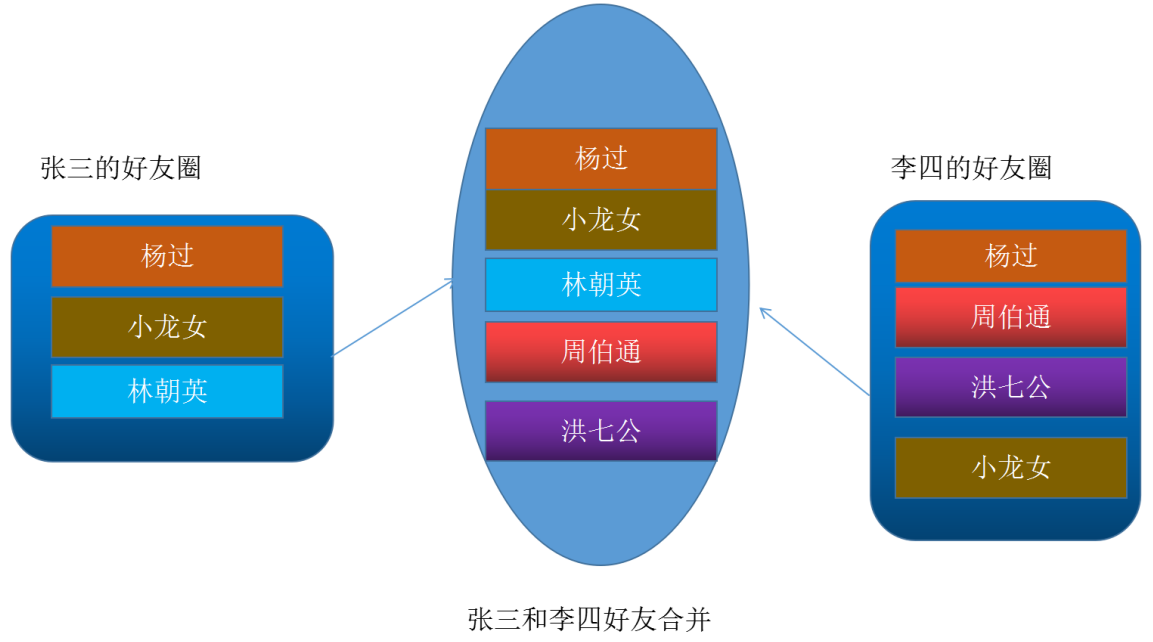 张三的好友圈
杨过
小龙女
林朝英
杨过
小龙女
林朝英
周伯通
洪七公
张三和李四好友合并
李四的好友圈
杨过
周伯通
洪七公
小龙女